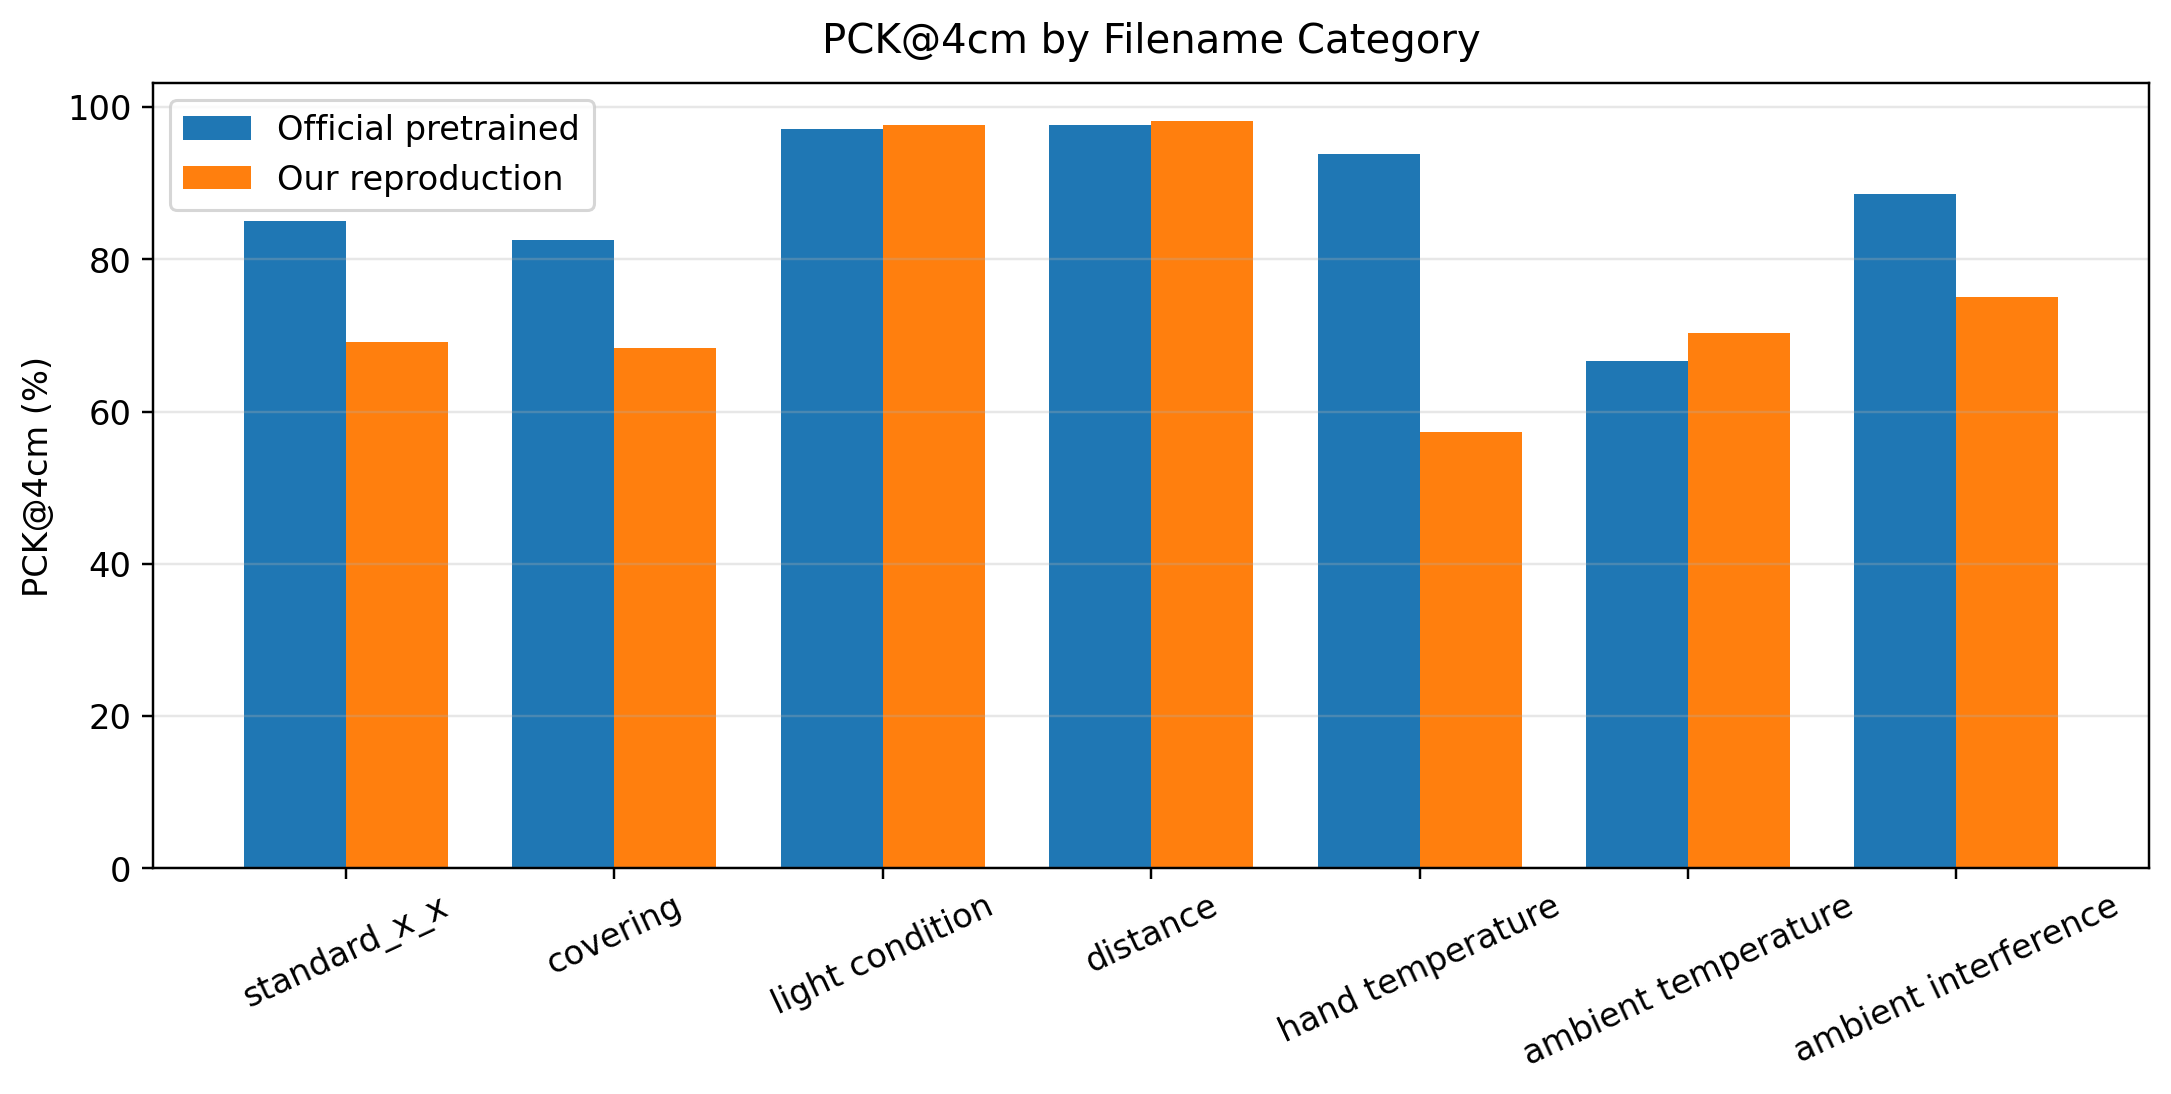 PCK@4cm by Filename Category
Official pretrained
Our reproduction
PCK@4cm (%)
100
80
60
40
20
0
standard_x_x
covering
light condition
distance
hand temperature
ambient temperature
ambient interference